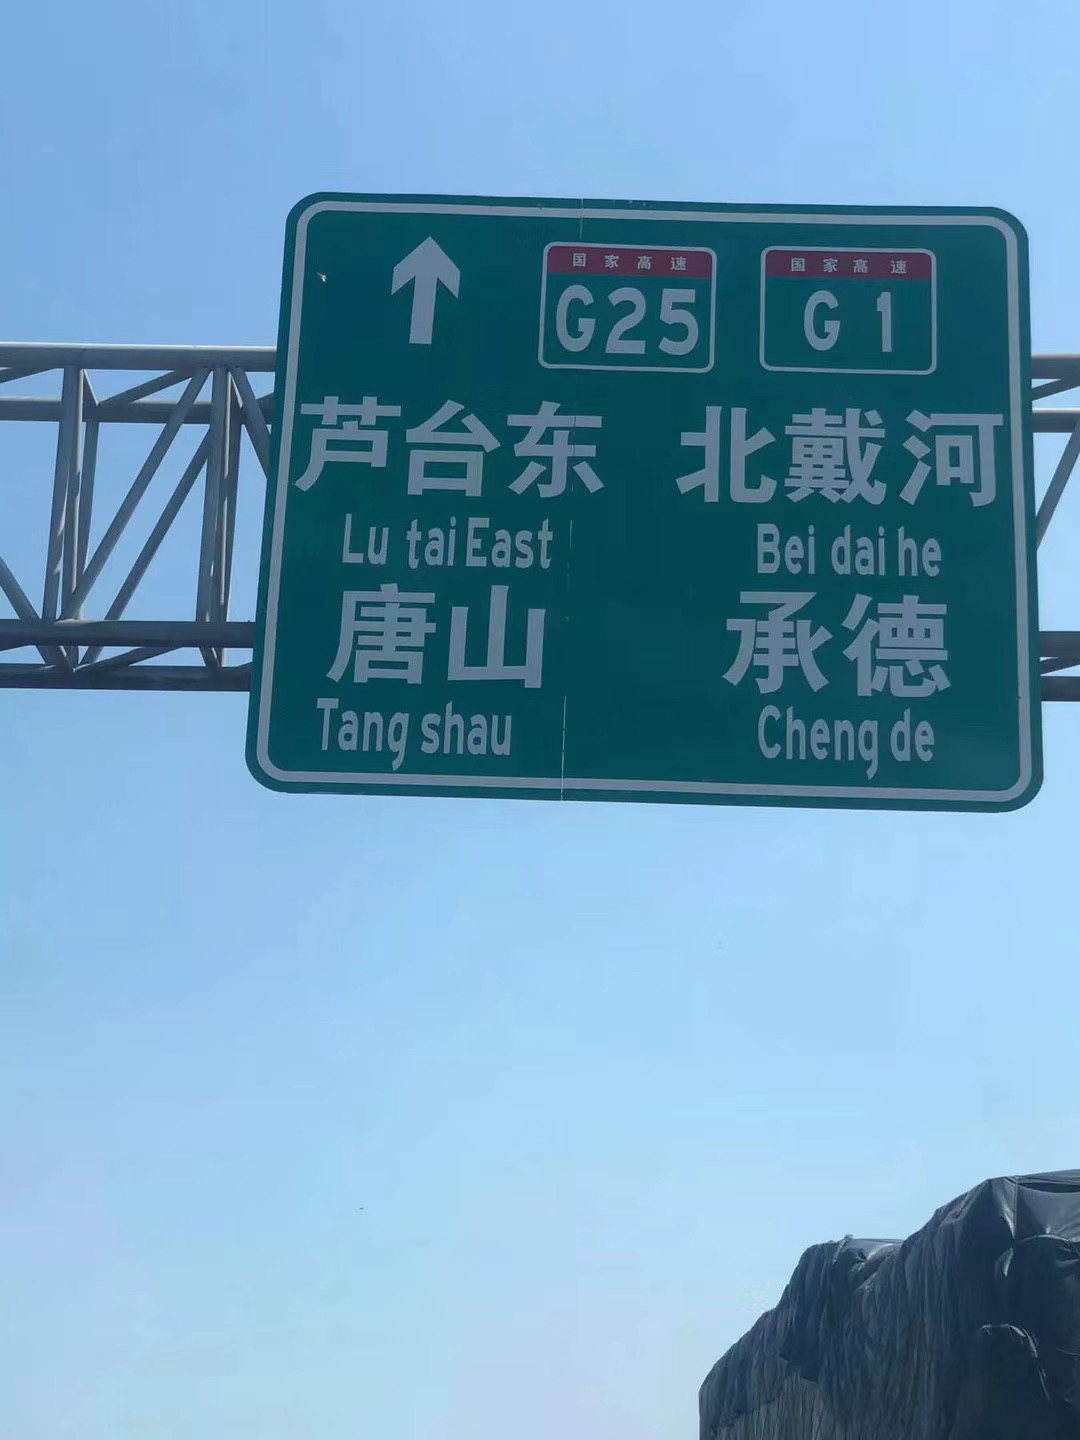 国家高速 国家高速
G25 G1
芦台东 北戴河
Lu tai East Bei dai he
唐山 承德
Tang shau Cheng de